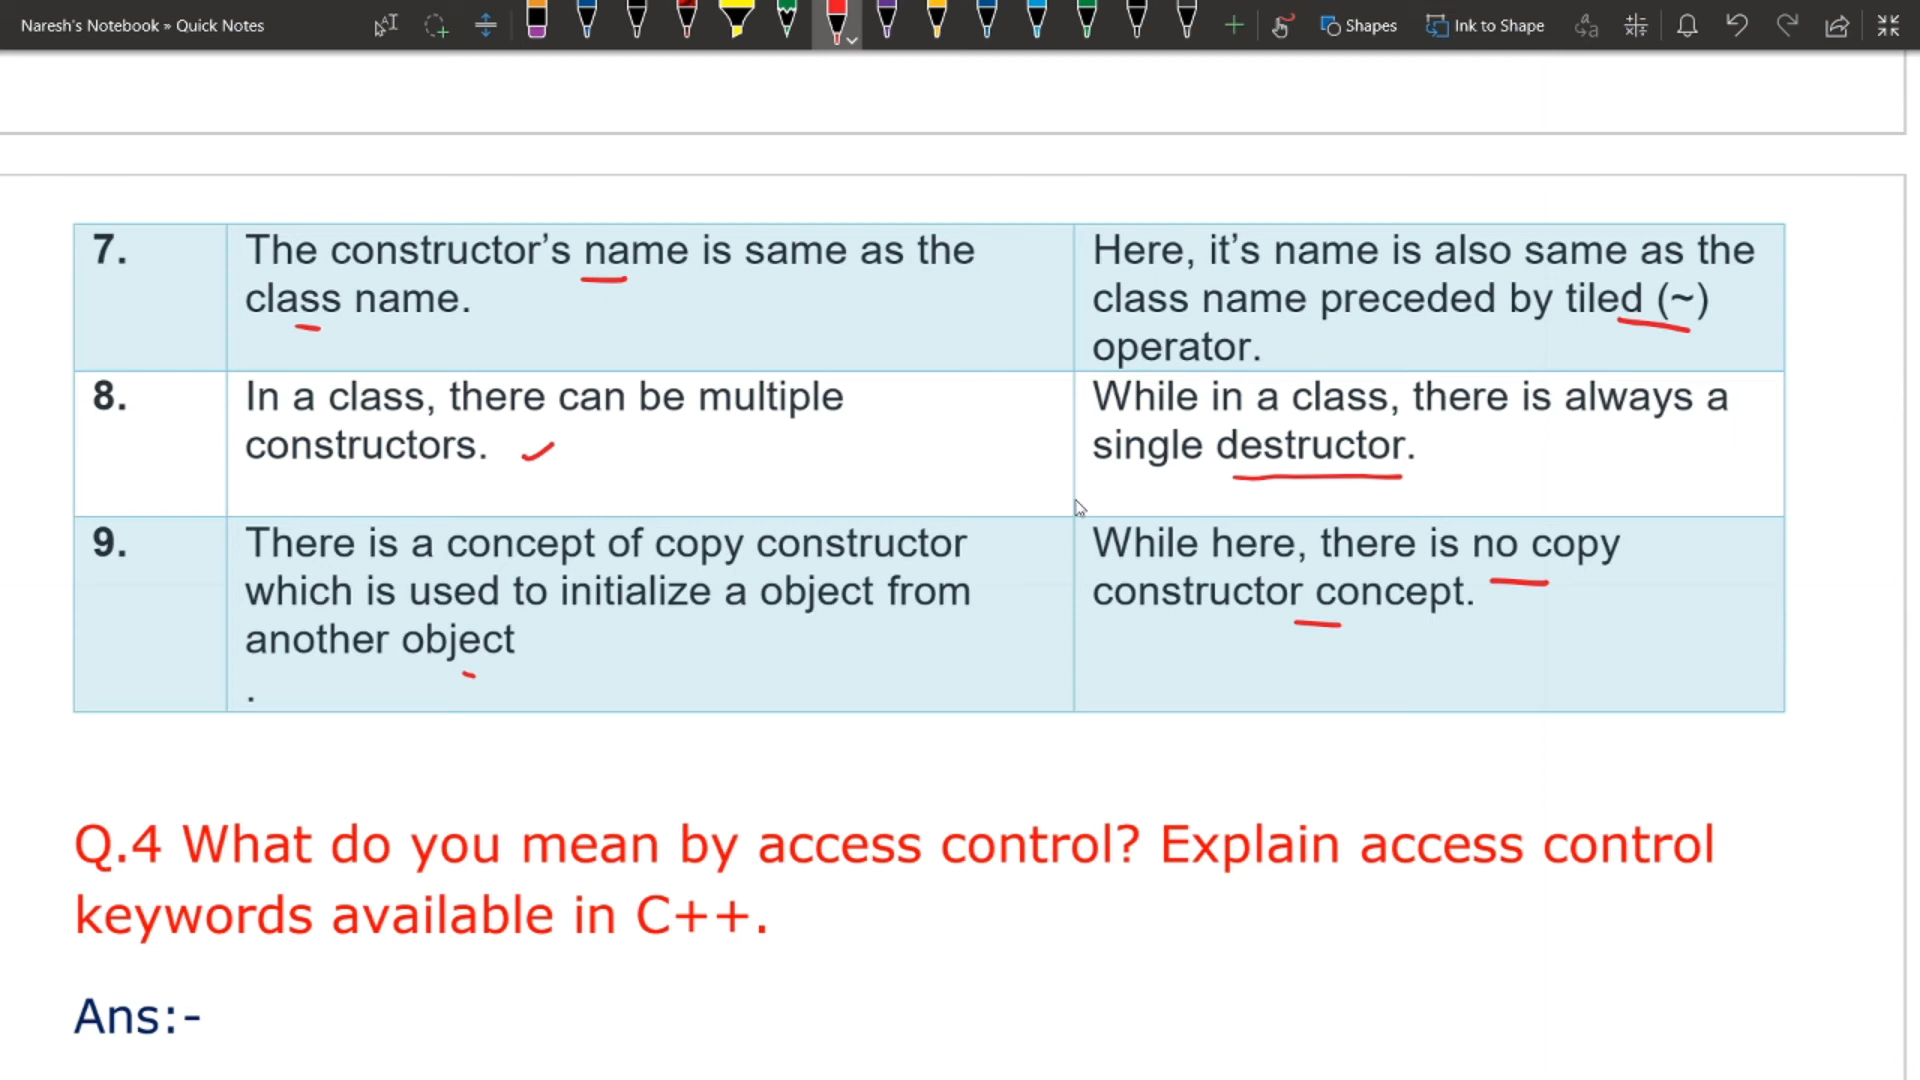 Naresh's Notebook » Quick Notes
Shapes
Ink to Shape
7.
The constructor’s name is same as the
class name.
Here, it’s name is also same as the
class name preceded by tiled (~)
operator.
8.
In a class, there can be multiple
constructors.
While in a class, there is always a
single destructor.
9.
There is a concept of copy constructor
which is used to initialize a object from
another object
.
While here, there is no copy
constructor concept.
Q.4 What do you mean by access control? Explain access control
keywords available in C++.
Ans:-